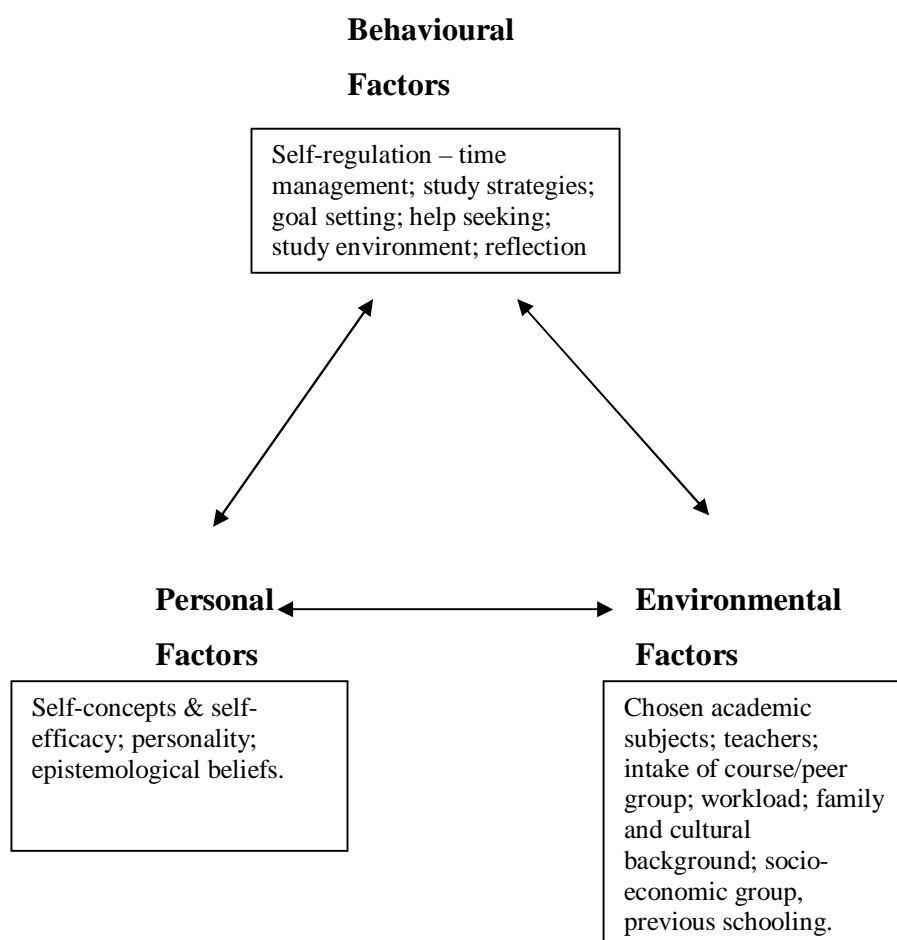 Behavioural
Factors
Self-regulation – time
management; study strategies;
goal setting; help seeking;
study environment; reflection
Personal
Factors
Self-concepts & self-
efficacy; personality;
epistemological beliefs.
Environmental
Factors
Chosen academic
subjects; teachers;
intake of course/peer
group; workload; family
and cultural
background; socio-
economic group,
previous schooling.